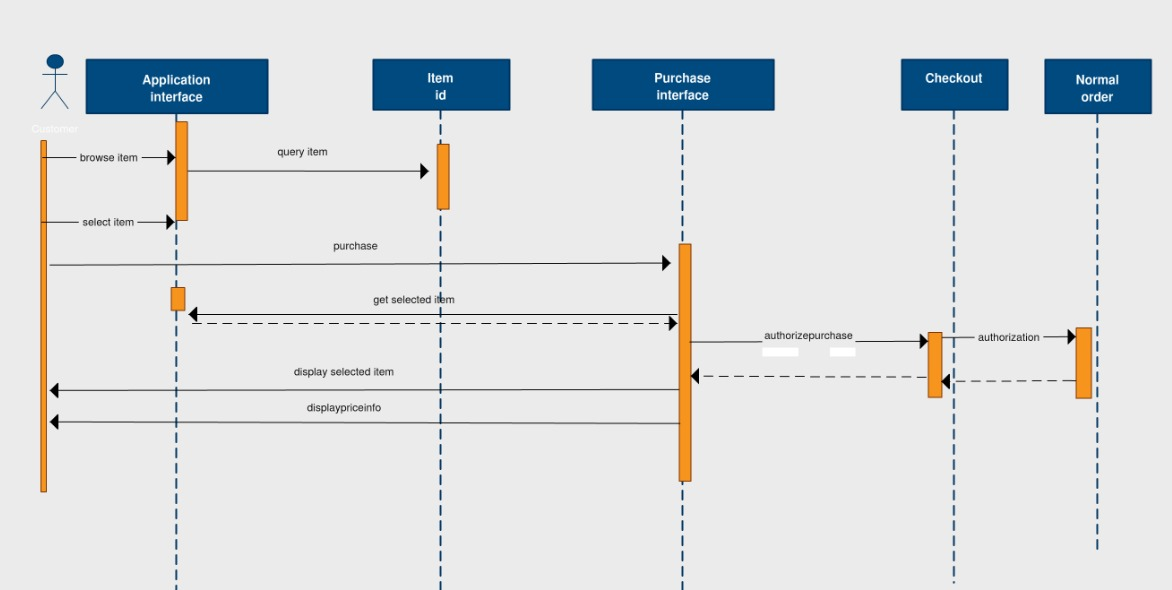 Application
interface
Item
id
Purchase
interface
Checkout
Normal
order
Customer
browse item
query item
select item
purchase
get selected item
authorizepurchase
authorization
display selected item
displaypriceinfo